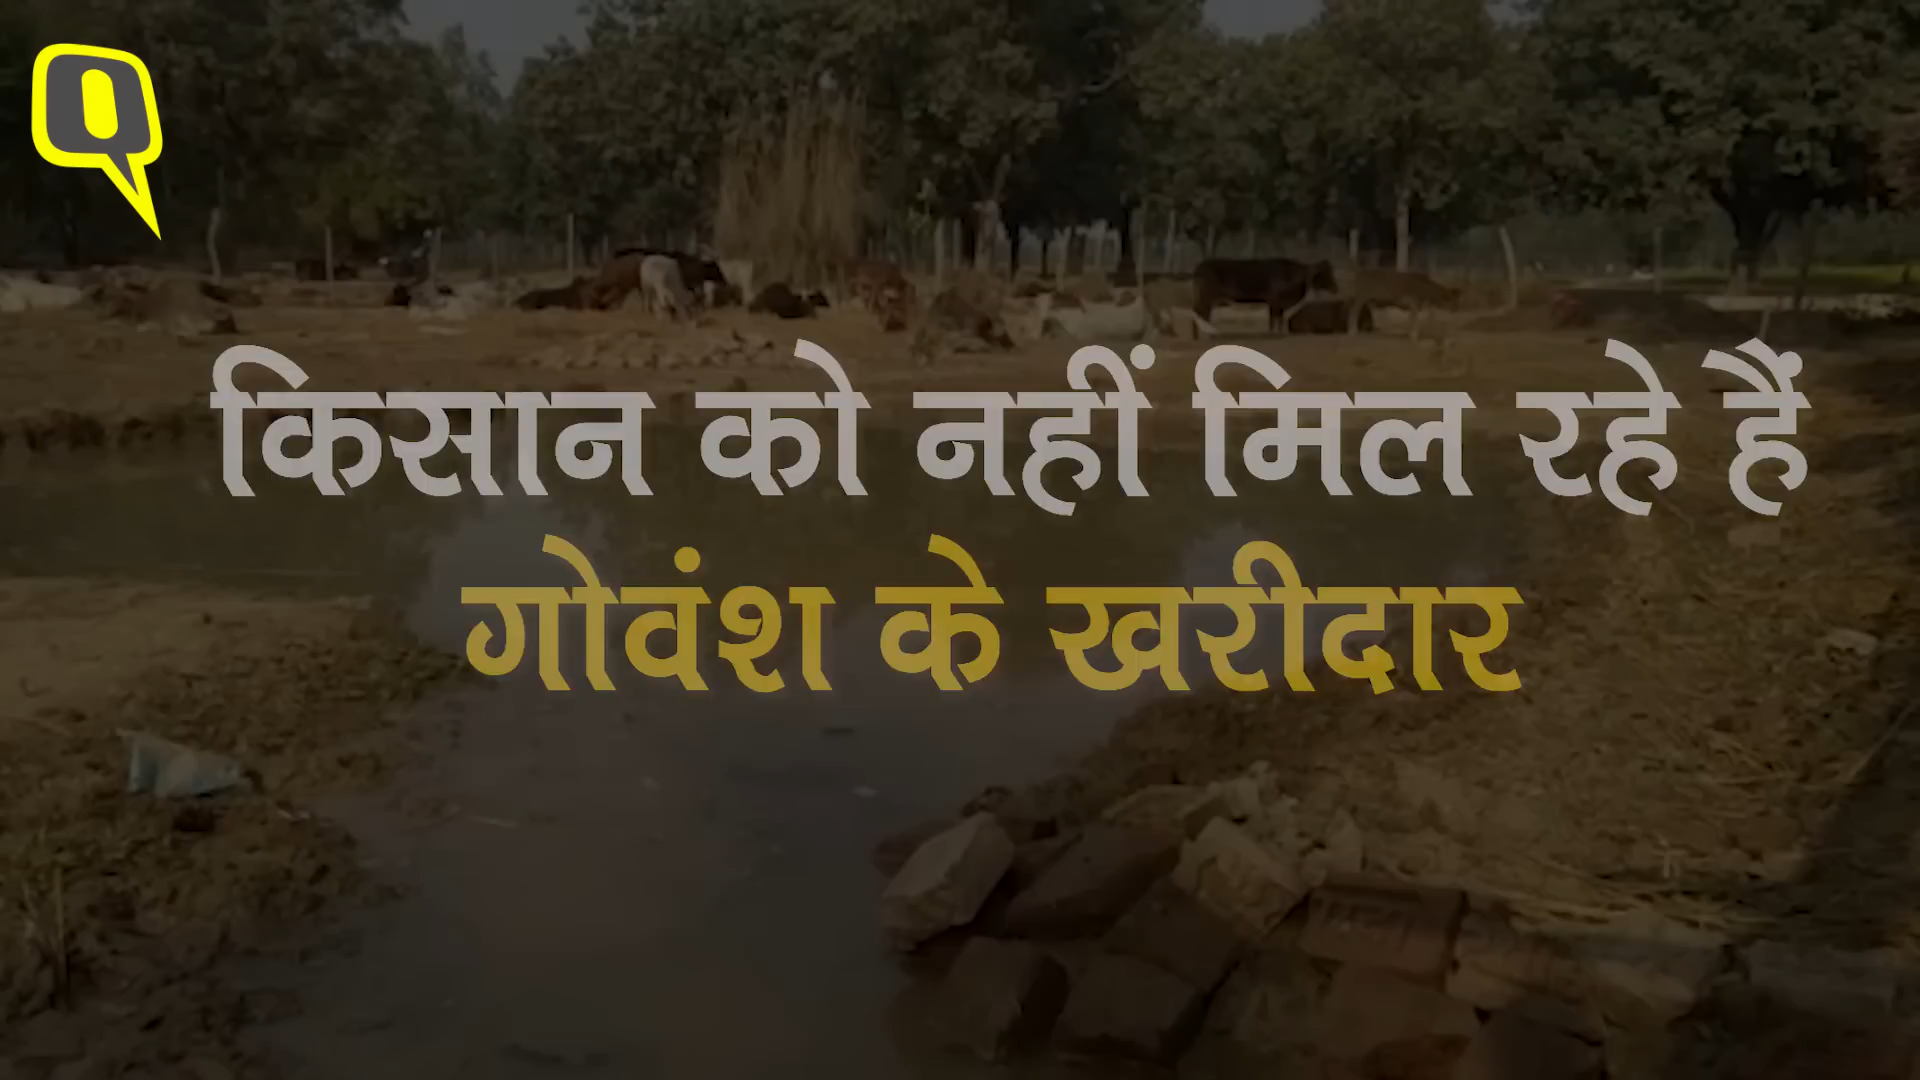 किसान को नहीं मिल रहे हैं
गोवंश के खरीदार